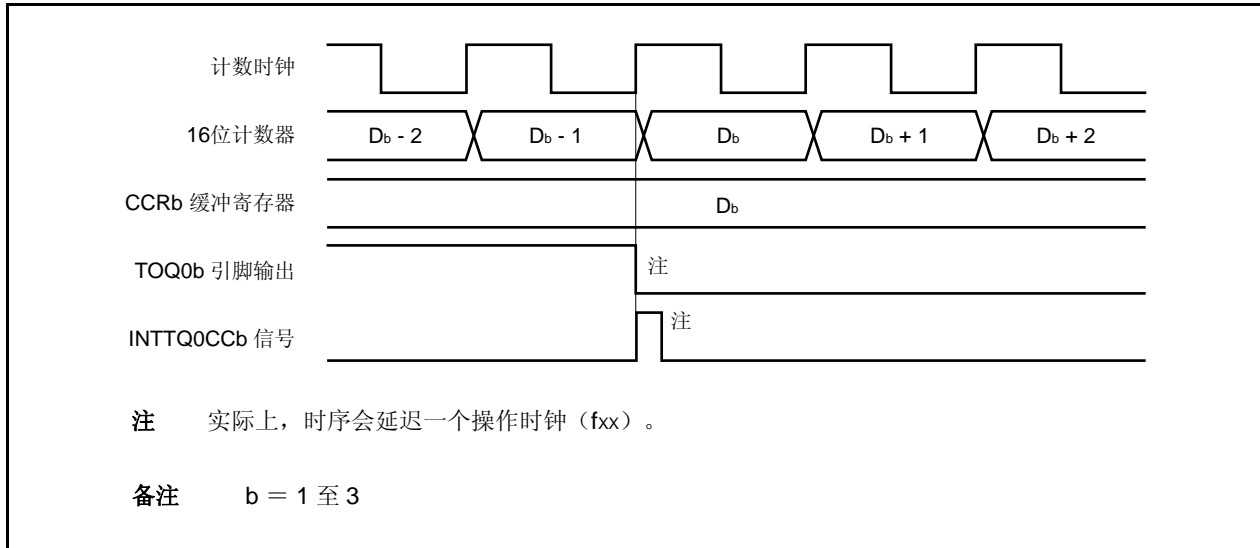 计数时钟
16位计数器 Db - 2 Db - 1 Db Db + 1 Db + 2
CCRb 缓冲寄存器 Db
TOQ0b 引脚输出 注
INTTQ0CCb 信号 注
注 实际上，时序会延迟一个操作时钟（fxx）。
备注 b ＝ 1 至 3